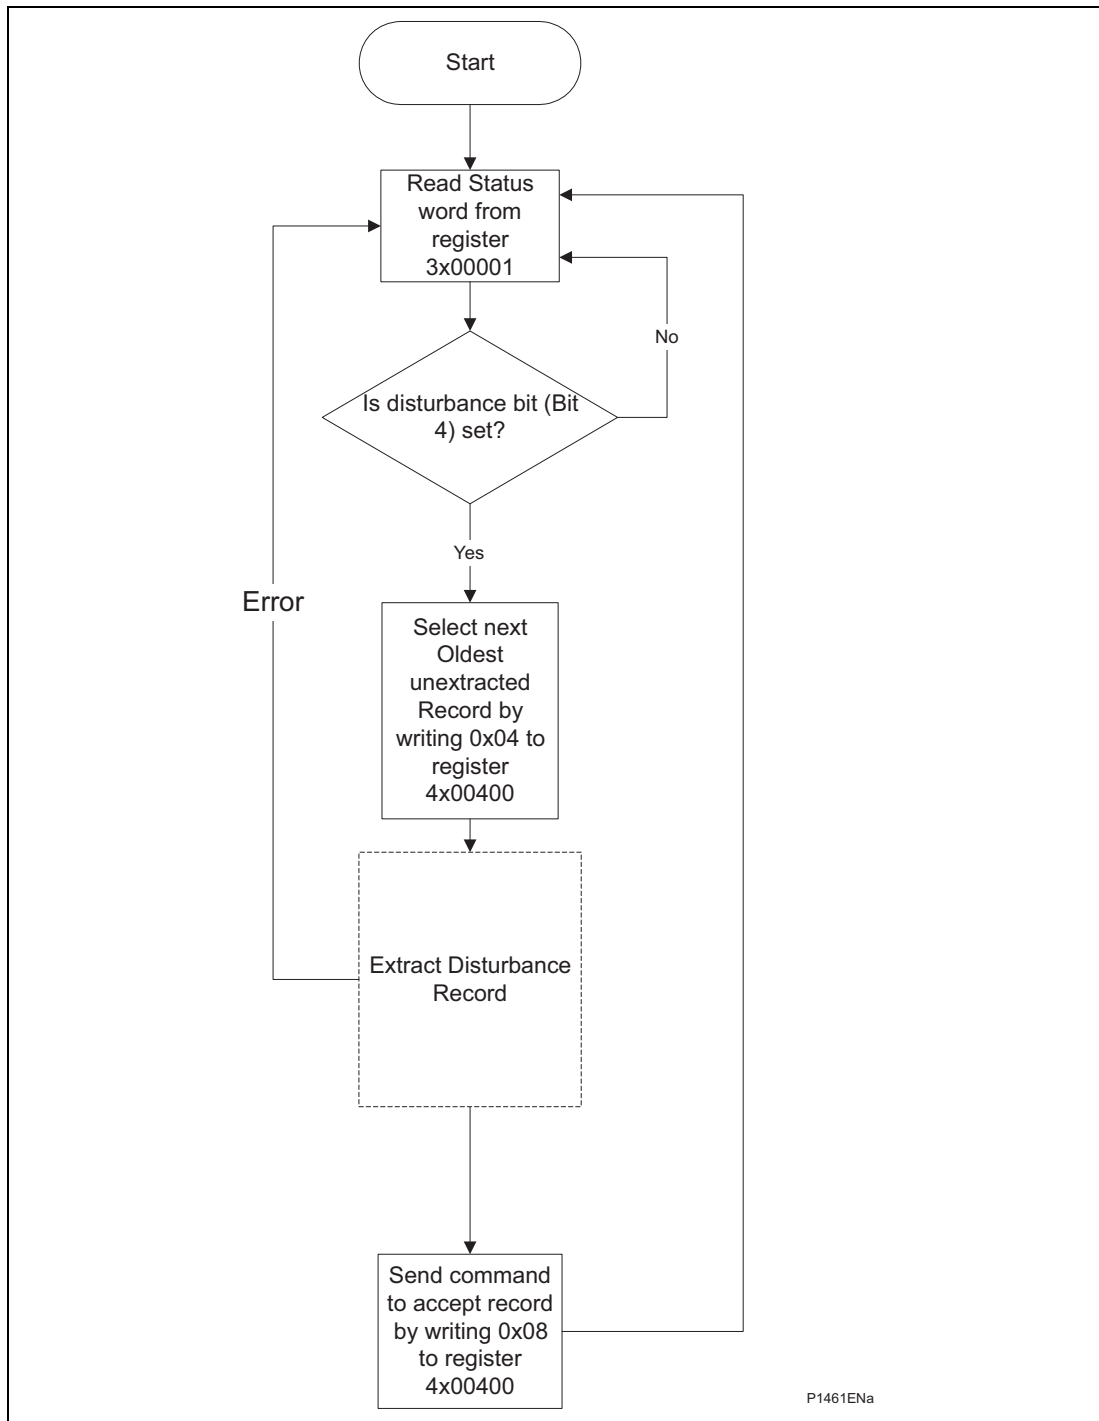 Start
Read Status
word from
register
3x00001
No
Is disturbance bit (Bit
4) set?
Yes
Error
Select next
Oldest
unextracted
Record by
writing 0x04 to
register
4x00400
Extract Disturbance
Record
Send command
to accept record
by writing 0x08
to register
4x00400
P1461ENa